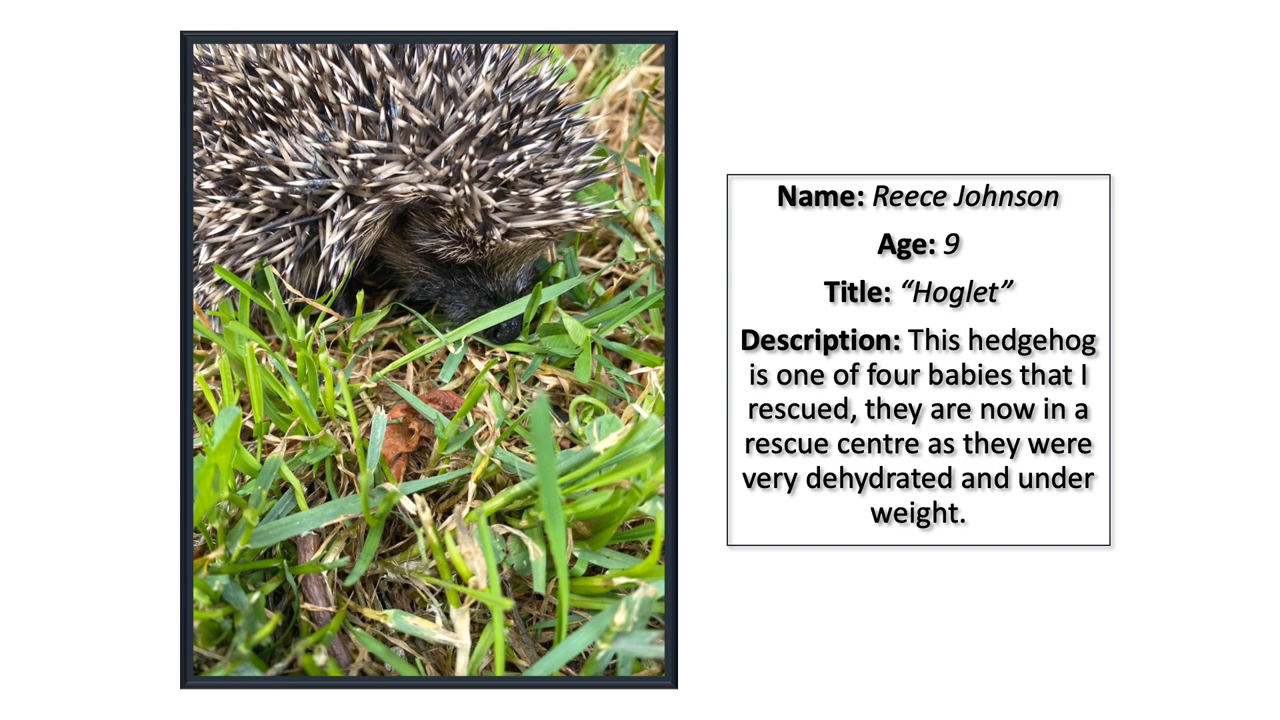 Name: Reece Johnson
Age: 9
Title: “Hoglet”
Description: This hedgehog
is one of four babies that I
rescued, they are now in a
rescue centre as they were
very dehydrated and under
weight.